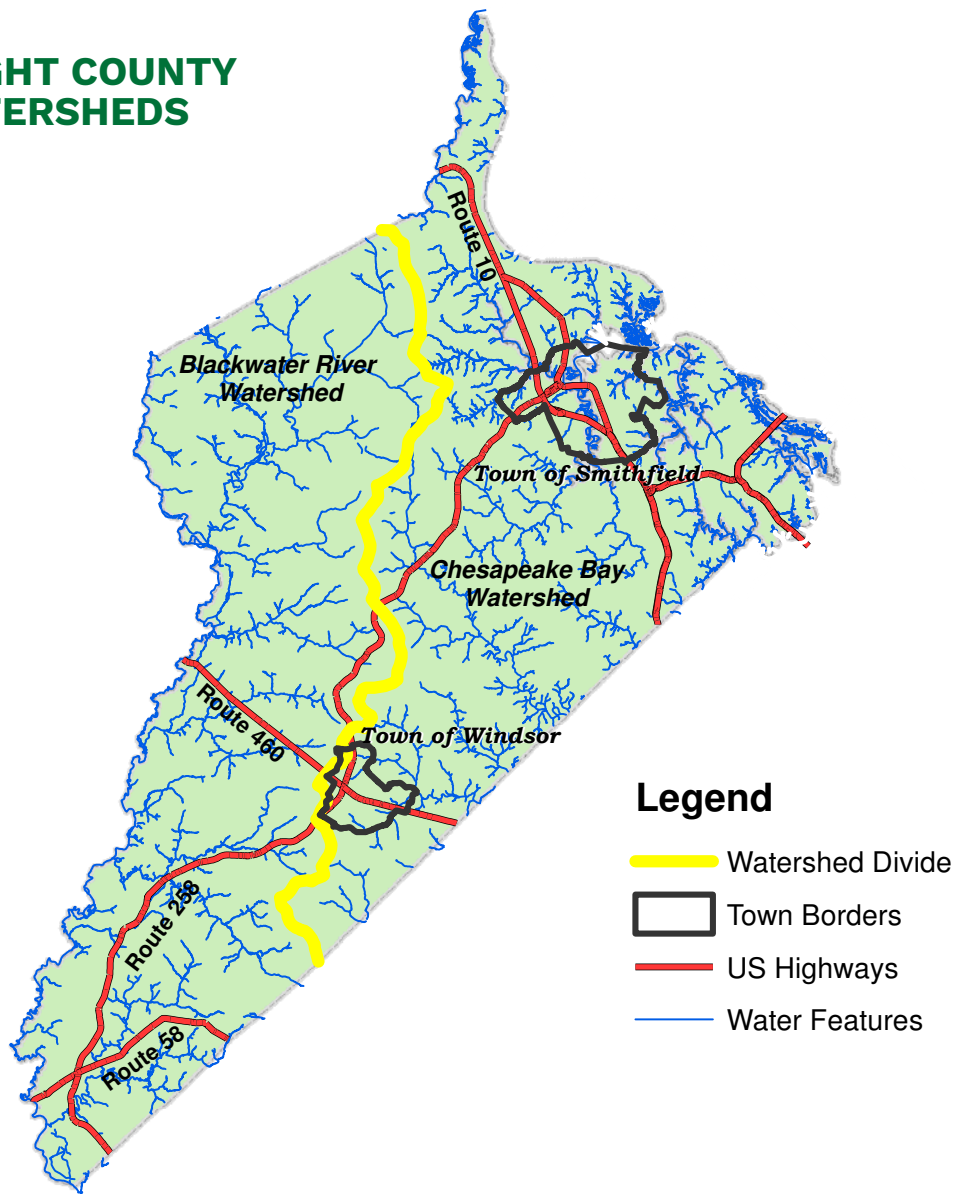 GHT COUNTY
TERSHEDS
Route 10
Blackwater River
Watershed
Town of Smithfield
Chesapeake Bay
Watershed
Route 460
Town of Windsor
Route 258
Route 58
Legend
Watershed Divide
Town Borders
US Highways
Water Features